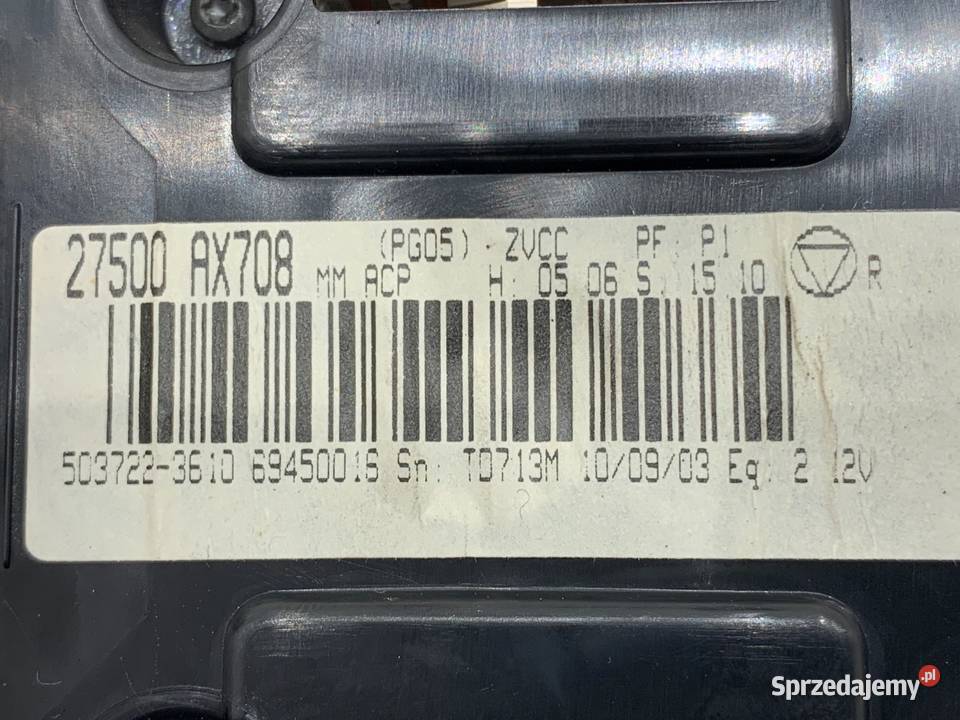 27500 AX708 (PG05) ZVCC PF: P1
MM ACP H: 05 06 S: 15 10 R
503722-3610 69450016 Sn: T0713M 10/09/03 Eq: 2 12V
Sprzedajemy.pl